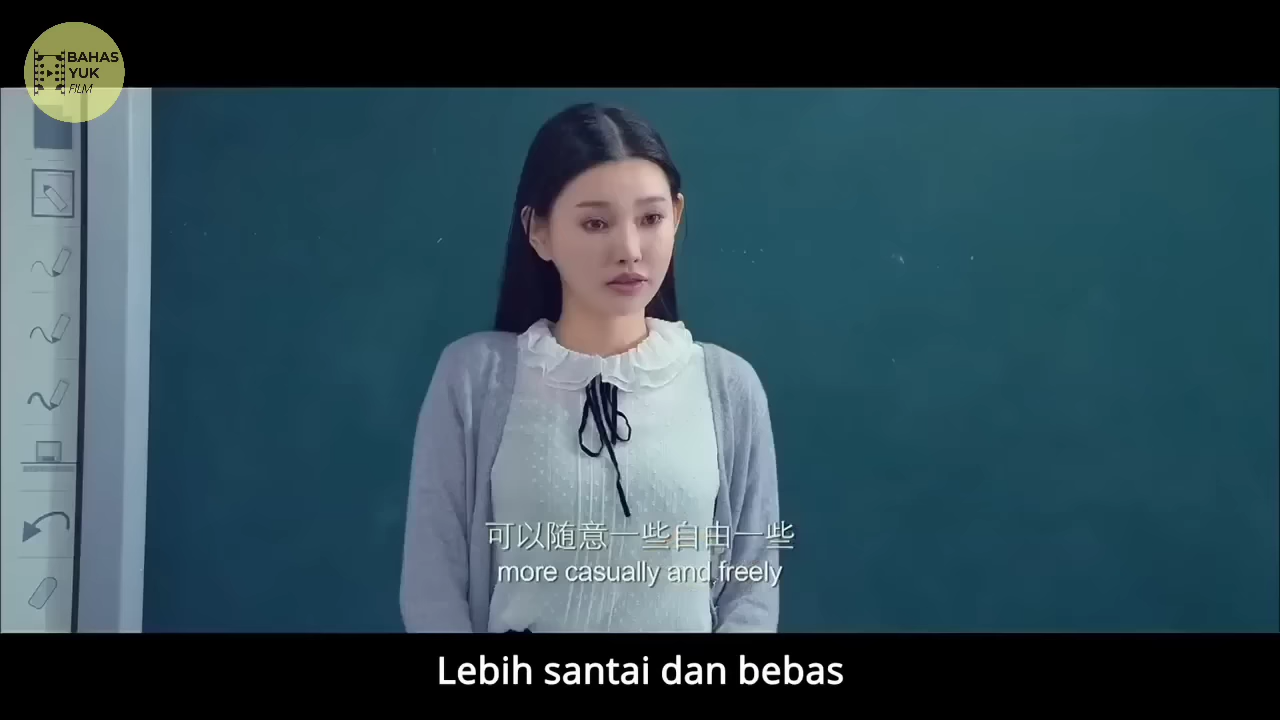 BAHAS
YUK
FILM
可以随意一些自由一些
more casually and freely
Lebih santai dan bebas